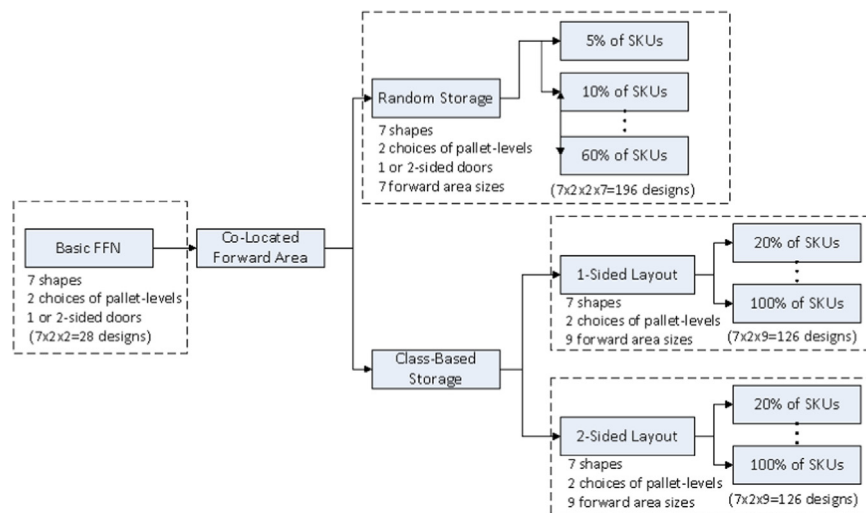 Basic FFN
7 shapes
2 choices of pallet-levels
1 or 2-sided doors
(7x2x2=28 designs)
Co-Located
Forward Area
Random Storage
7 shapes
2 choices of pallet-levels
1 or 2-sided doors
7 forward area sizes
5% of SKUs
10% of SKUs
60% of SKUs
(7x2x2x7=196 designs)
Class-Based
Storage
1-Sided Layout
7 shapes
2 choices of pallet-levels
9 forward area sizes
20% of SKUs
100% of SKUs
(7x2x9=126 designs)
2-Sided Layout
7 shapes
2 choices of pallet-levels
9 forward area sizes
20% of SKUs
100% of SKUs
(7x2x9=126 designs)